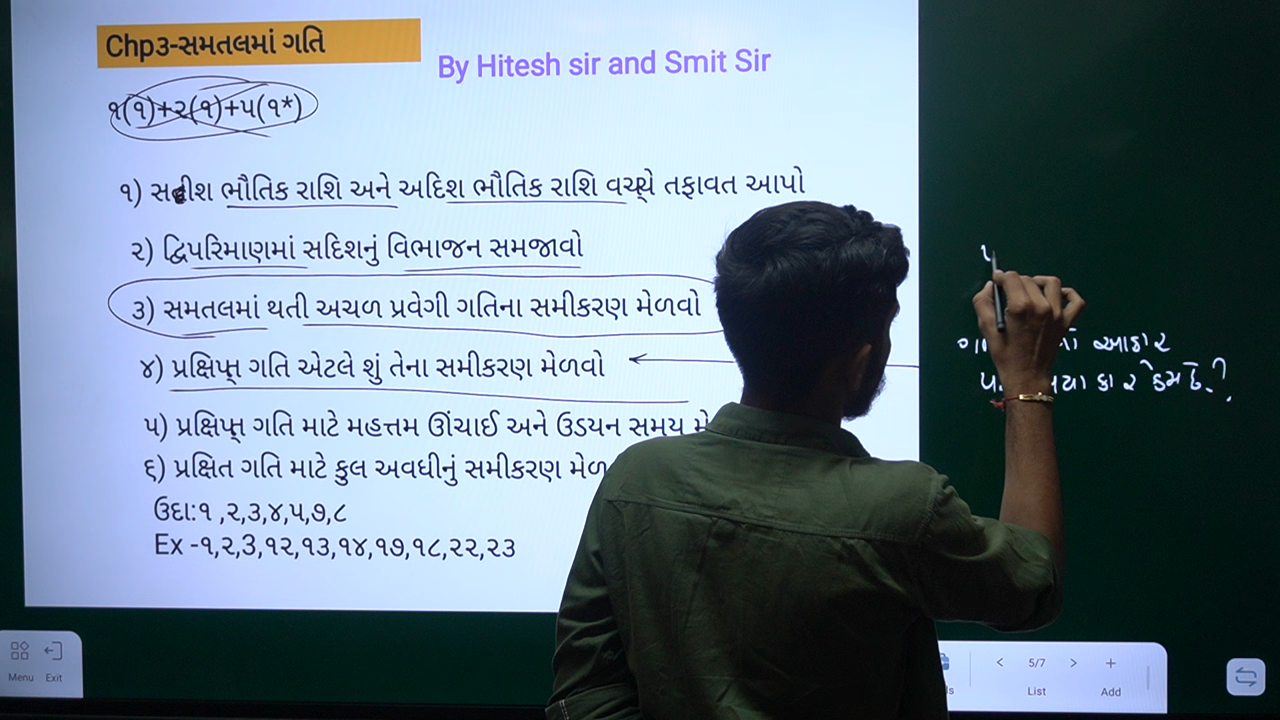 Chp૩-સમતલમાં ગતિ
By Hitesh sir and Smit Sir
૧(૧)+૨(૧)+૫(૧*)
૧) સદીશ ભૌતિક રાશિ અને અદિશ ભૌતિક રાશિ વચ્ચે તફાવત આપો
૨) દ્વિપરિમાણમાં સદિશનું વિભાજન સમજાવો
૩) સમતલમાં થતી અચળ પ્રવેગી ગતિના સમીકરણ મેળવો
૪) પ્રક્ષિપ્ત ગતિ એટલે શું તેના સમીકરણ મેળવો
૫) પ્રક્ષિપ્ત ગતિ માટે મહત્તમ ઊંચાઈ અને ઉડયન સમય મે
૬) પ્રક્ષિત ગતિ માટે કુલ અવધીનું સમીકરણ મેળ
ઉદા:૧ ,૨,૩,૪,૫,૭,૮
Ex -૧,૨,૩,૧૨,૧૩,૧૪,૧૭,૧૮,૨૨,૨૩
આકાર
Menu
Exit
< 5/7 > +
List
Add